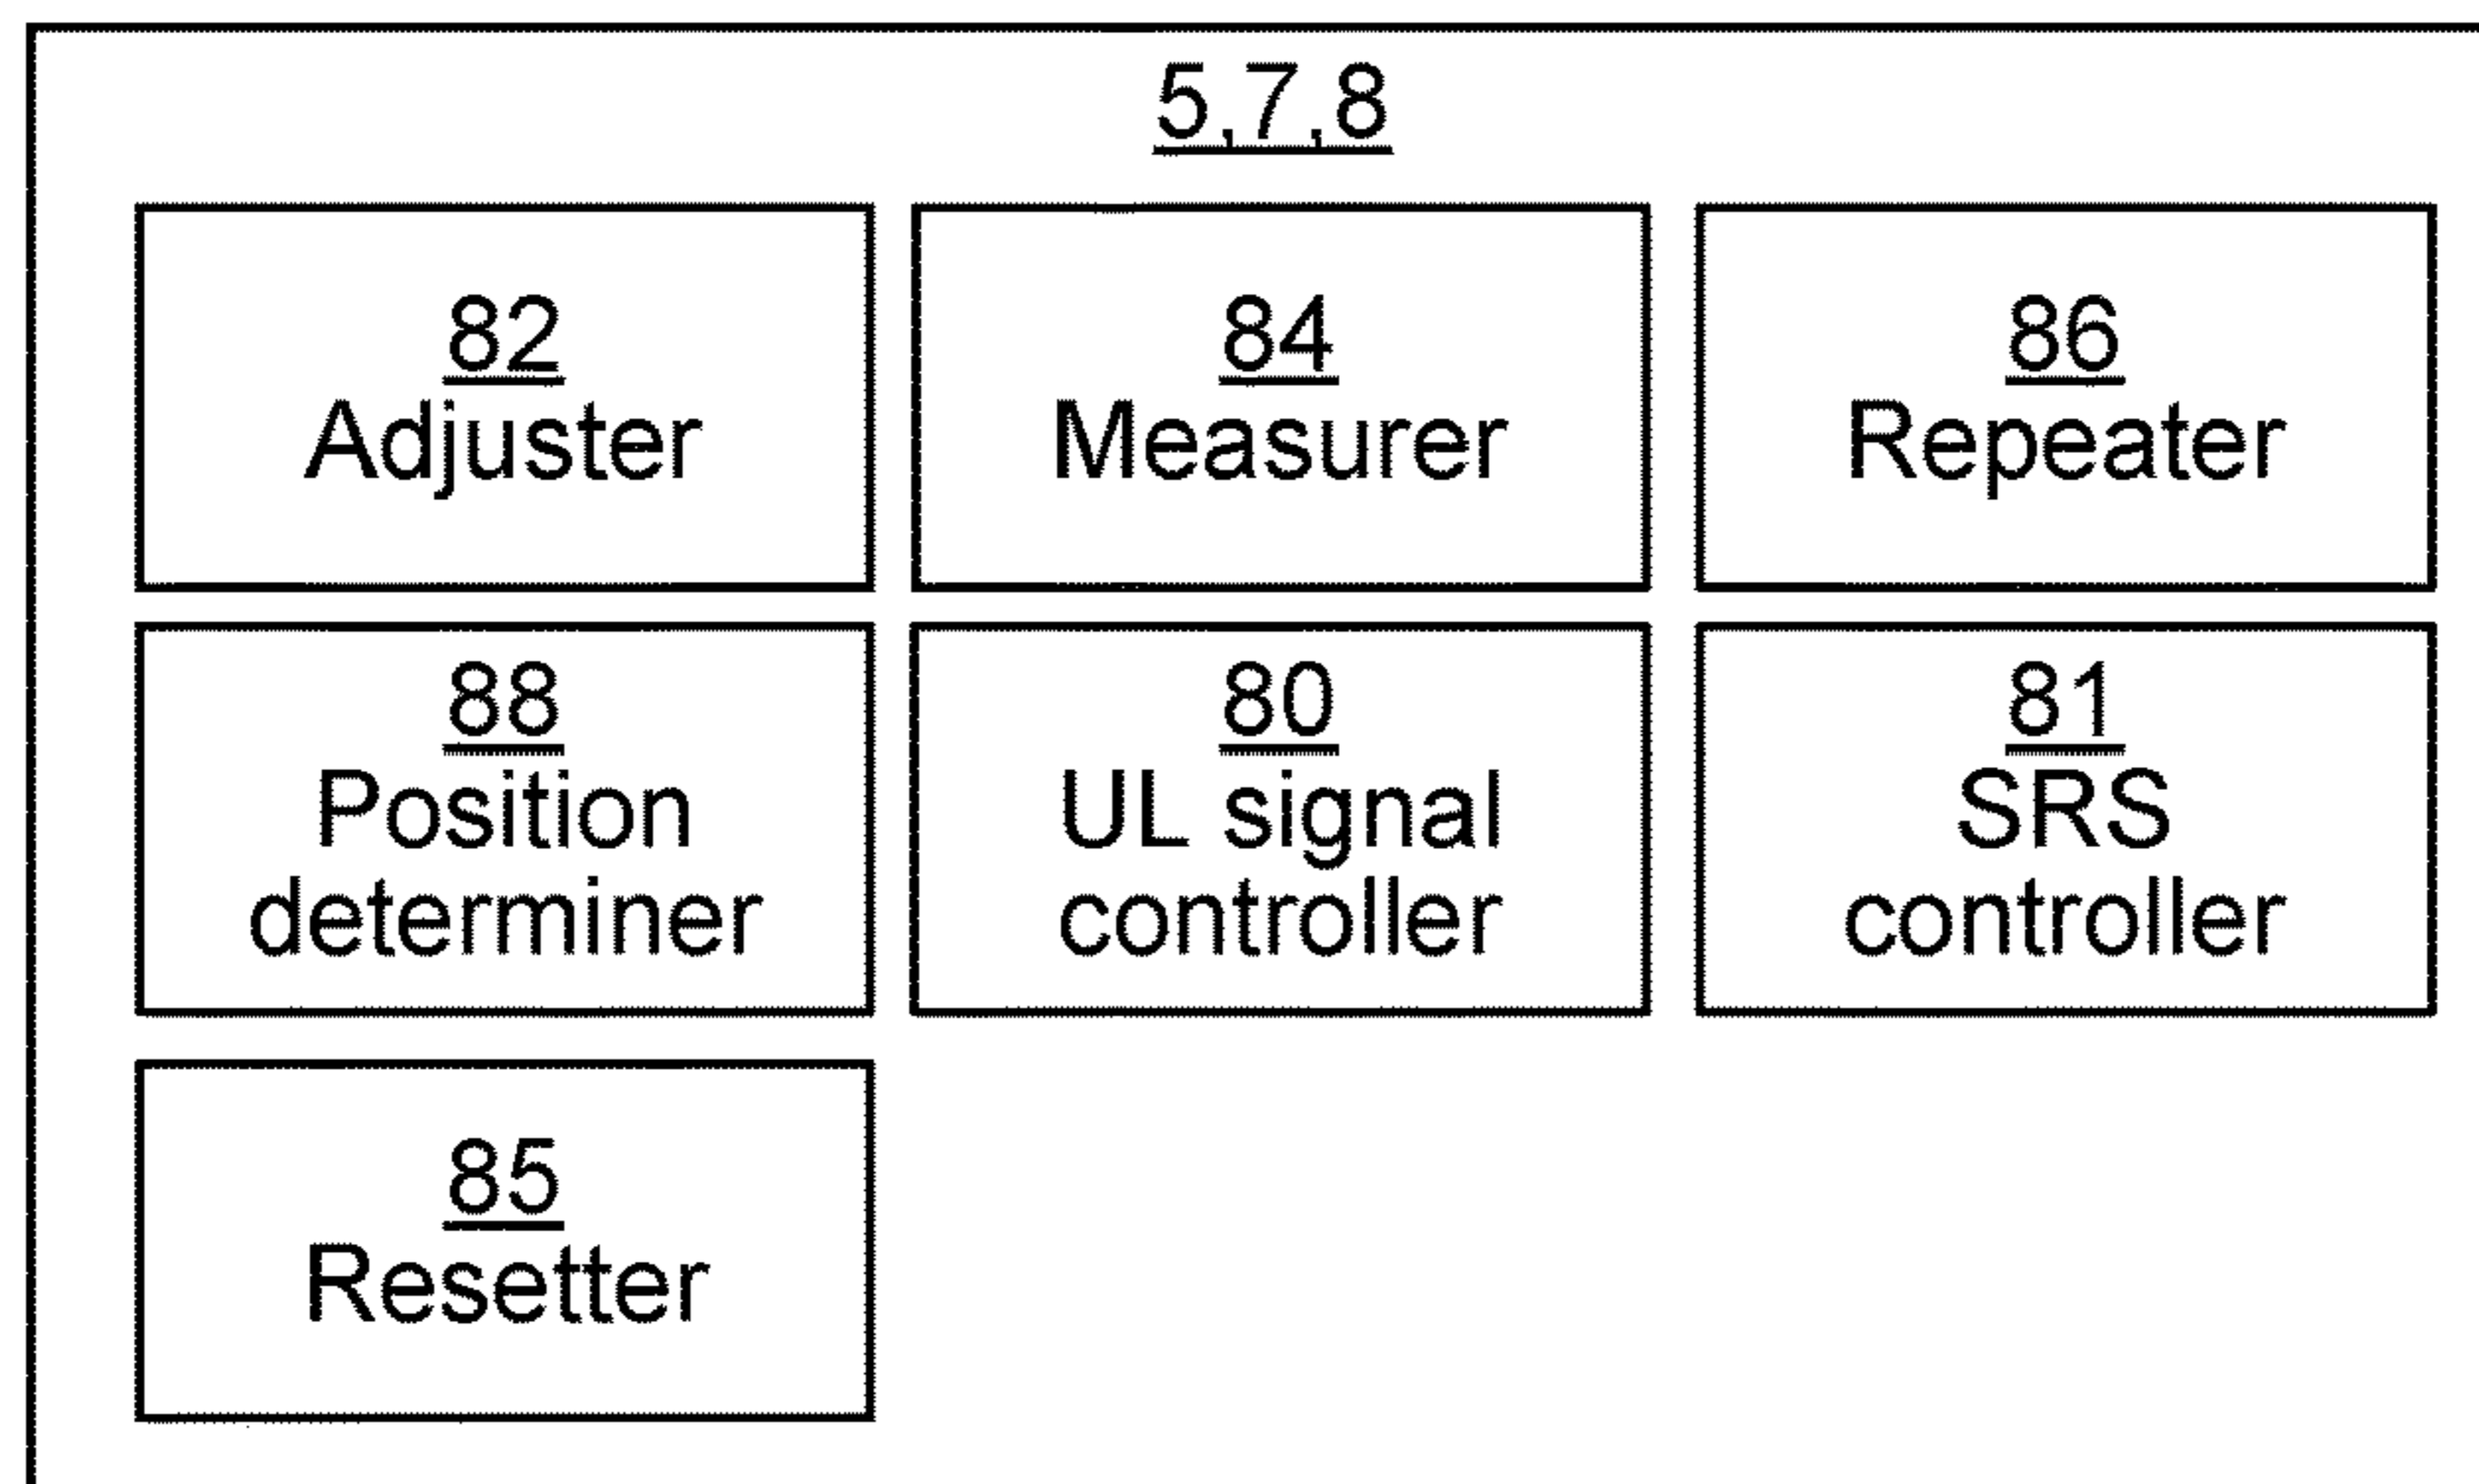 5,7,8
82
Adjuster
84
Measurer
86
Repeater
88
Position
determiner
80
UL signal
controller
81
SRS
controller
85
Resetter